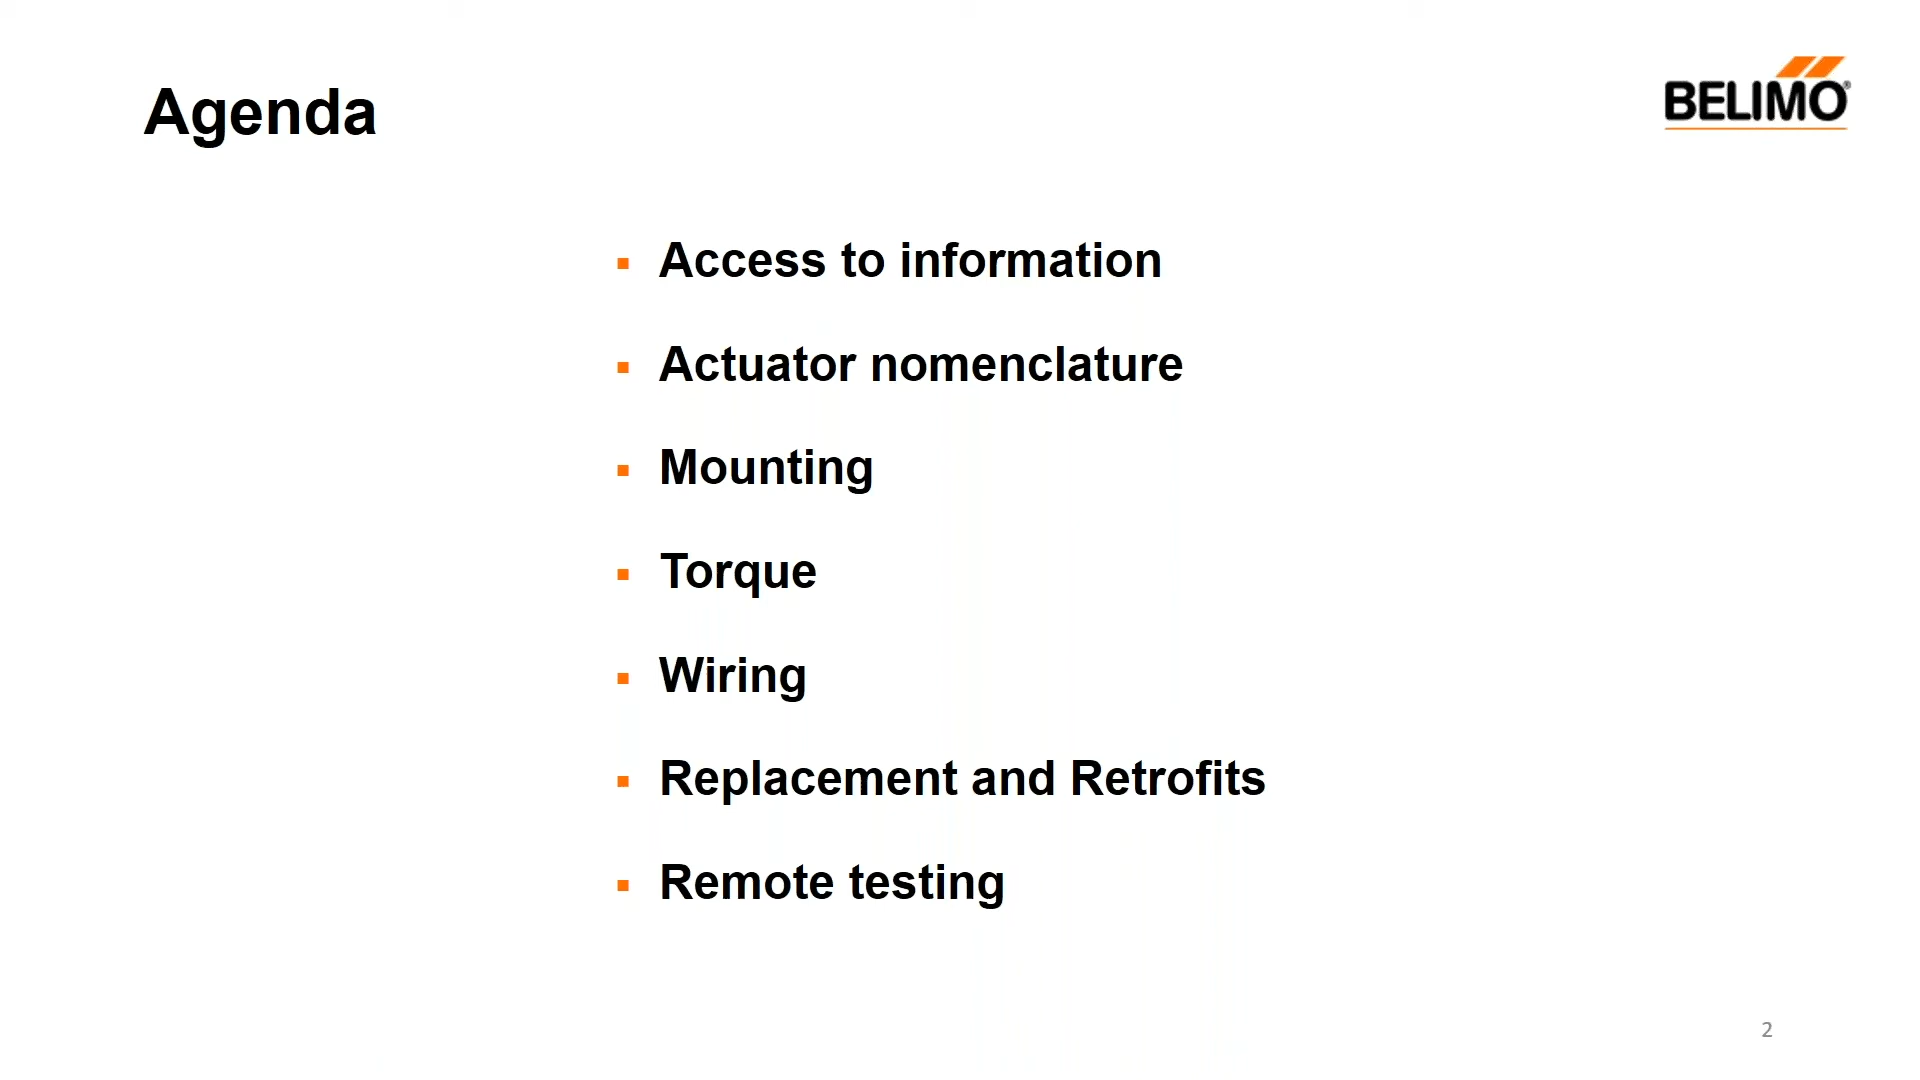 Agenda
BELIMO®
▪ Access to information
▪ Actuator nomenclature
▪ Mounting
▪ Torque
▪ Wiring
▪ Replacement and Retrofits
▪ Remote testing
2